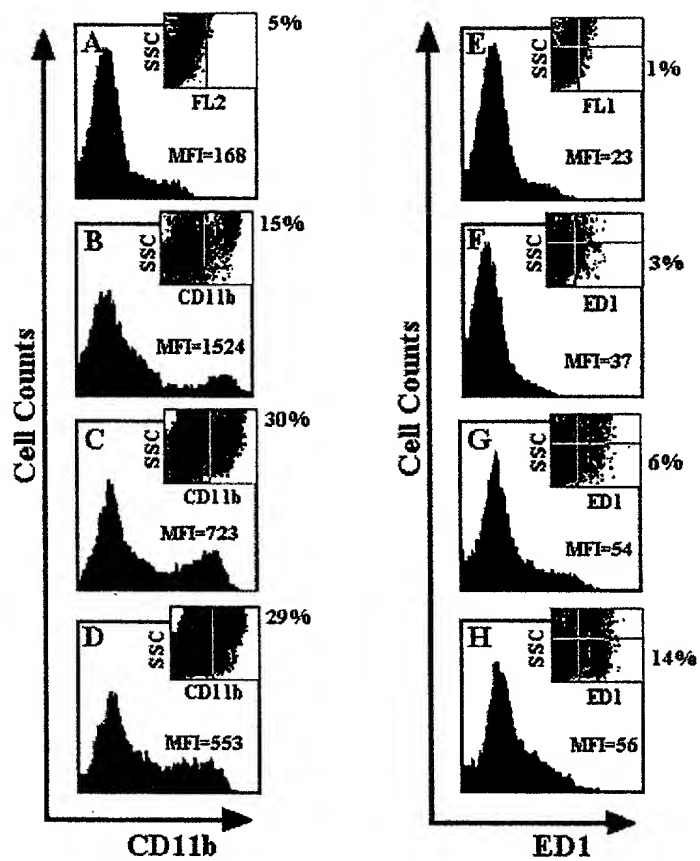 A
SSC
5%
FL2
MFI=168
B
SSC
15%
CD11b
MFI=1524
C
SSC
30%
CD11b
MFI=723
D
SSC
29%
CD11b
MFI=553
Cell Counts
CD11b
E
SSC
1%
FL1
MFI=23
F
SSC
3%
ED1
MFI=37
G
SSC
6%
ED1
MFI=54
H
SSC
14%
ED1
MFI=56
Cell Counts
ED1